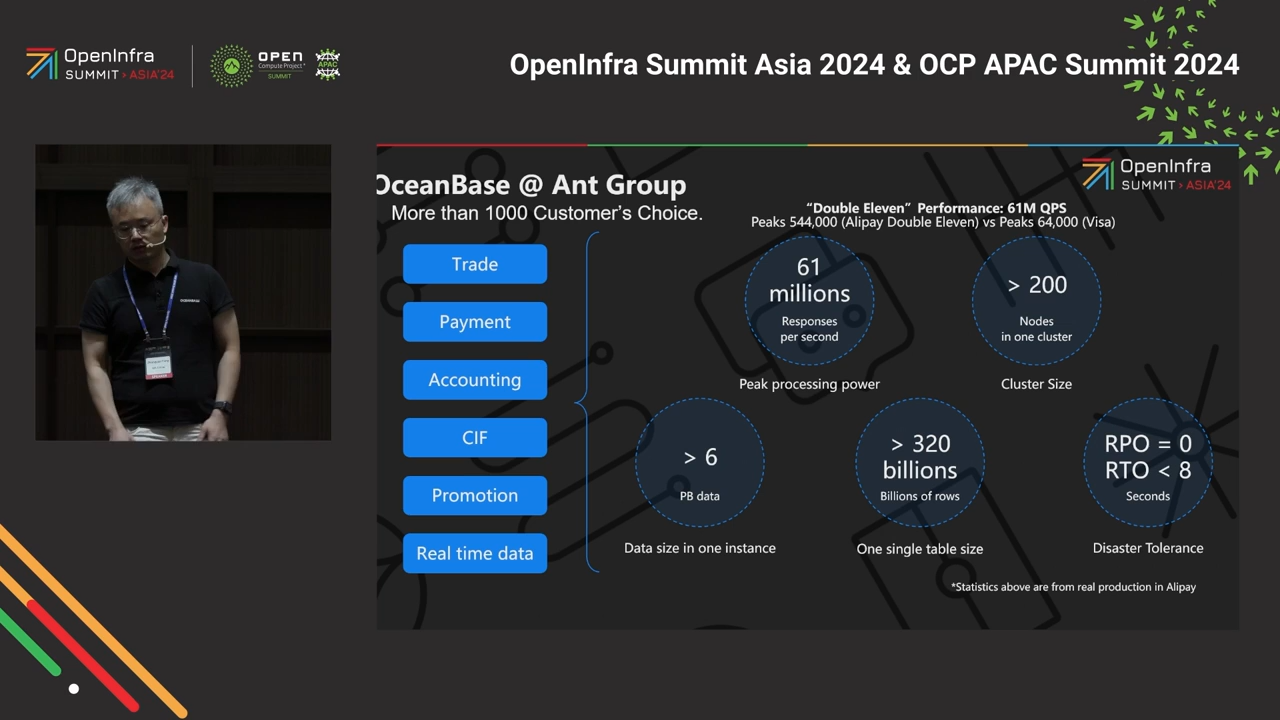 OpenInfra
SUMMIT > ASIA'24
OPEN
Compute Project®
SUMMIT
APAC
OpenInfra Summit Asia 2024 & OCP APAC Summit 2024
OpenInfra
SUMMIT > ASIA'24
OceanBase @ Ant Group
More than 1000 Customer's Choice.
“Double Eleven” Performance: 61M QPS
Peaks 544,000 (Alipay Double Eleven) vs Peaks 64,000 (Visa)
Trade
Payment
Accounting
CIF
Promotion
Real time data
61
millions
Responses
per second
Peak processing power
> 200
Nodes
in one cluster
Cluster Size
> 6
PB data
Data size in one instance
> 320
billions
Billions of rows
One single table size
RPO = 0
RTO < 8
Seconds
Disaster Tolerance
*Statistics above are from real production in Alipay
OCEANBASE